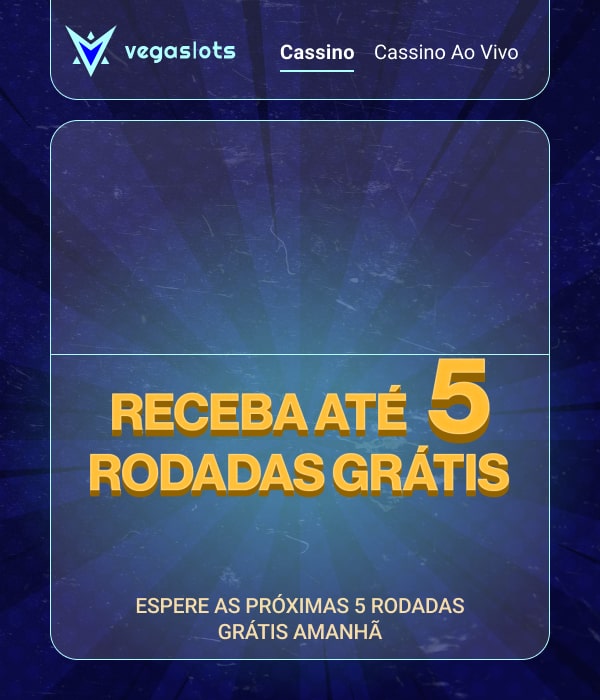 vegaslots
Cassino Cassino Ao Vivo
RECEBA ATÉ 5
RODADAS GRÁTIS
ESPERE AS PRÓXIMAS 5 RODADAS
GRÁTIS AMANHÃ